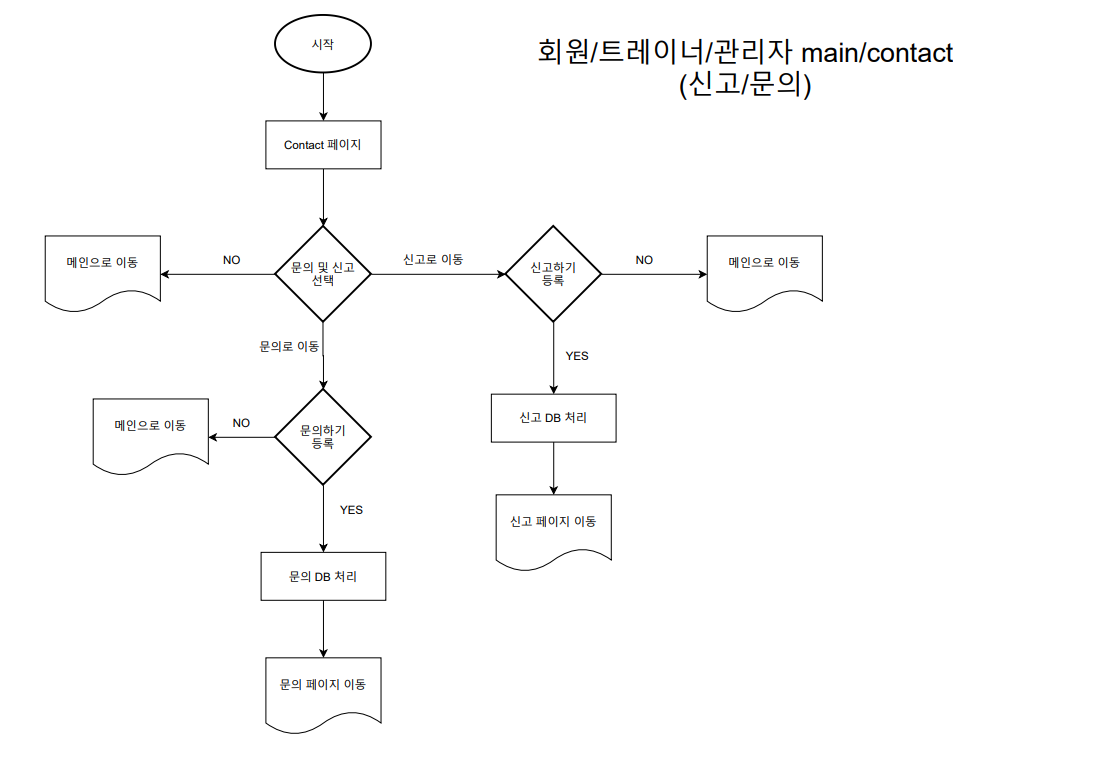 시작
회원/트레이너/관리자 main/contact
(신고/문의)
Contact 페이지
메인으로 이동
NO
문의 및 신고
선택
신고로 이동
신고하기
등록
NO
메인으로 이동
문의로 이동
YES
메인으로 이동
NO
문의하기
등록
신고 DB 처리
YES
신고 페이지 이동
문의 DB 처리
문의 페이지 이동